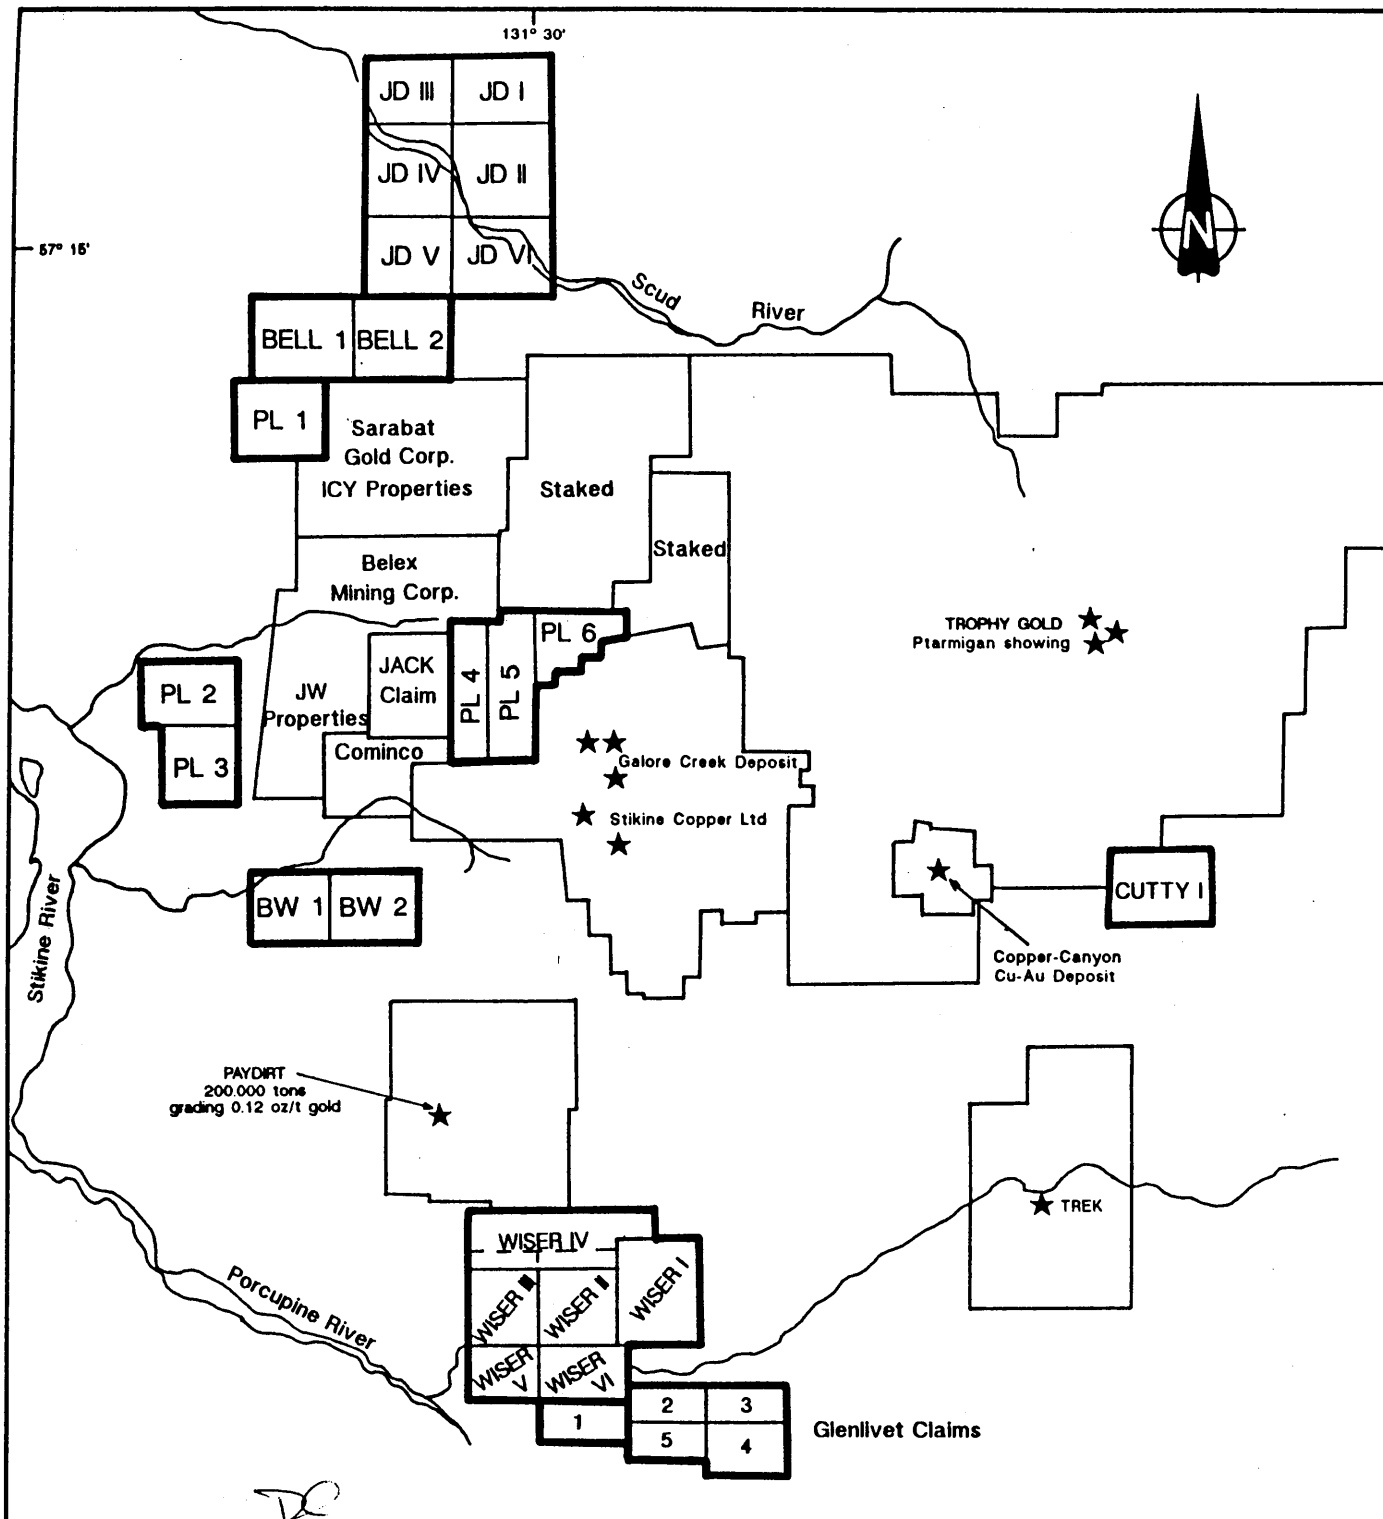 131° 30'
JD III
JD I
JD IV
JD II
57° 15'
JD V
JD VI
N
Scud
River
BELL 1
BELL 2
PL 1
Sarabat
Gold Corp.
ICY Properties
Staked
Staked
Belex
Mining Corp.
TROPHY GOLD
Ptarmigan showing
PL 6
PL 4
PL 5
JACK
Claim
PL 2
JW
Properties
PL 3
Cominco
Galore Creek Deposit
Stikine Copper Ltd
BW 1
BW 2
CUTTY I
Stikine River
Copper-Canyon
Cu-Au Deposit
PAYDIRT
200.000 tons
grading 0.12 oz/t gold
TREK
WISER IV
WISER III
WISER II
WISER I
Porcupine River
WISER
V
WISER
VI
1
2
3
5
4
Glenlivet Claims